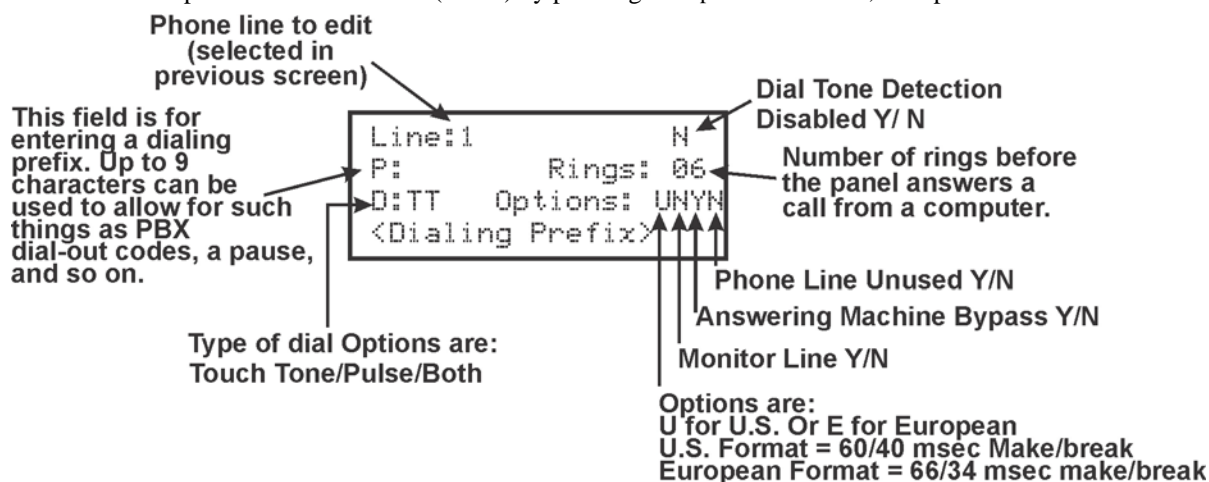 Phone line to edit
(selected in
previous screen)
This field is for
entering a dialing
prefix. Up to 9
characters can be
used to allow for such
things as PBX
dial-out codes, a pause,
and so on.
Line:1 N
P: Rings: 06
D:TT Options: UNYN
<Dialing Prefix>
Dial Tone Detection
Disabled Y/ N
Number of rings before
the panel answers a
call from a computer.
Phone Line Unused Y/N
Answering Machine Bypass Y/N
Monitor Line Y/N
Type of dial Options are:
Touch Tone/Pulse/Both
Options are:
U for U.S. Or E for European
U.S. Format = 60/40 msec Make/break
European Format = 66/34 msec make/break